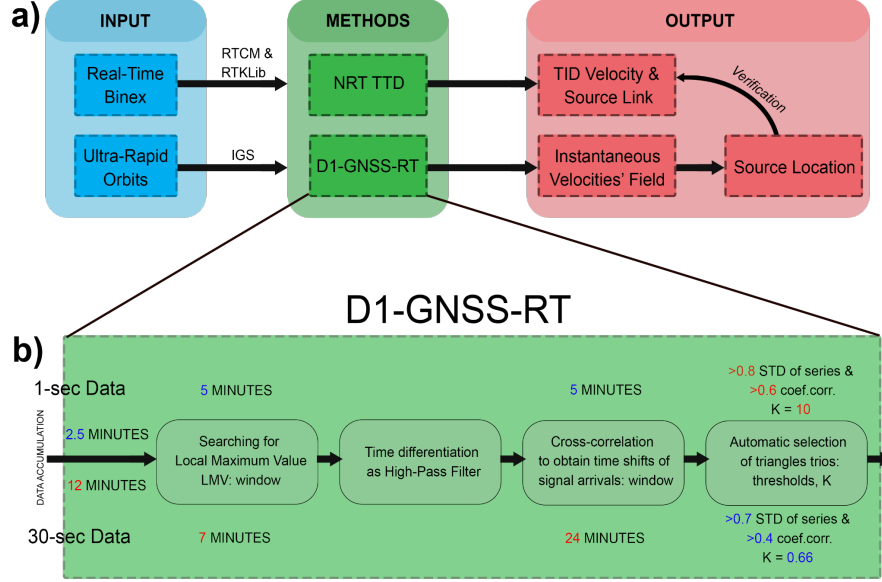 a)
INPUT
METHODS
OUTPUT
Real-Time
Binex
RTCM &
RTKLib
NRT TTD
TID Velocity &
Source Link
Verification
Ultra-Rapid
Orbits
IGS
D1-GNSS-RT
Instantaneous
Velocities' Field
Source Location
D1-GNSS-RT
b)
1-sec Data
5 MINUTES
5 MINUTES
>0.8 STD of series &
>0.6 coef.corr.
K = 10
DATA ACCUMULATION
2.5 MINUTES
12 MINUTES
Searching for
Local Maximum Value
LMV: window
Time differentiation
as High-Pass Filter
Cross-correlation
to obtain time shifts of
signal arrivals: window
Automatic selection
of triangles trios:
thresholds, K
30-sec Data
7 MINUTES
24 MINUTES
>0.7 STD of series &
>0.4 coef.corr.
K = 0.66